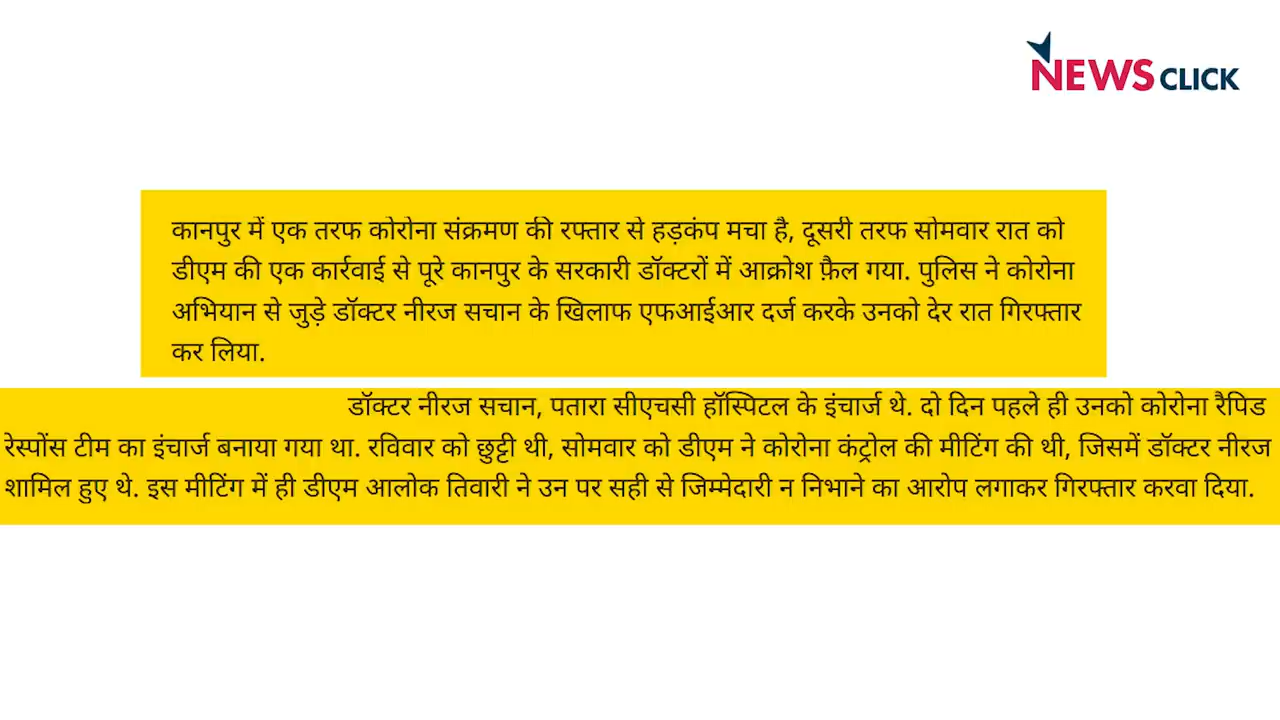 NEWS CLICK
कानपुर में एक तरफ कोरोना संक्रमण की रफ्तार से हड़कंप मचा है, दूसरी तरफ सोमवार रात को
डीएम की एक कार्रवाई से पूरे कानपुर के सरकारी डॉक्टरों में आक्रोश फ़ैल गया. पुलिस ने कोरोना
अभियान से जुड़े डॉक्टर नीरज सचान के खिलाफ एफआईआर दर्ज करके उनको देर रात गिरफ्तार
कर लिया.
डॉक्टर नीरज सचान, पतारा सीएचसी हॉस्पिटल के इंचार्ज थे. दो दिन पहले ही उनको कोरोना रैपिड
रेस्पोंस टीम का इंचार्ज बनाया गया था. रविवार को छुट्टी थी, सोमवार को डीएम ने कोरोना कंट्रोल की मीटिंग की थी, जिसमें डॉक्टर नीरज
शामिल हुए थे. इस मीटिंग में ही डीएम आलोक तिवारी ने उन पर सही से जिम्मेदारी न निभाने का आरोप लगाकर गिरफ्तार करवा दिया.